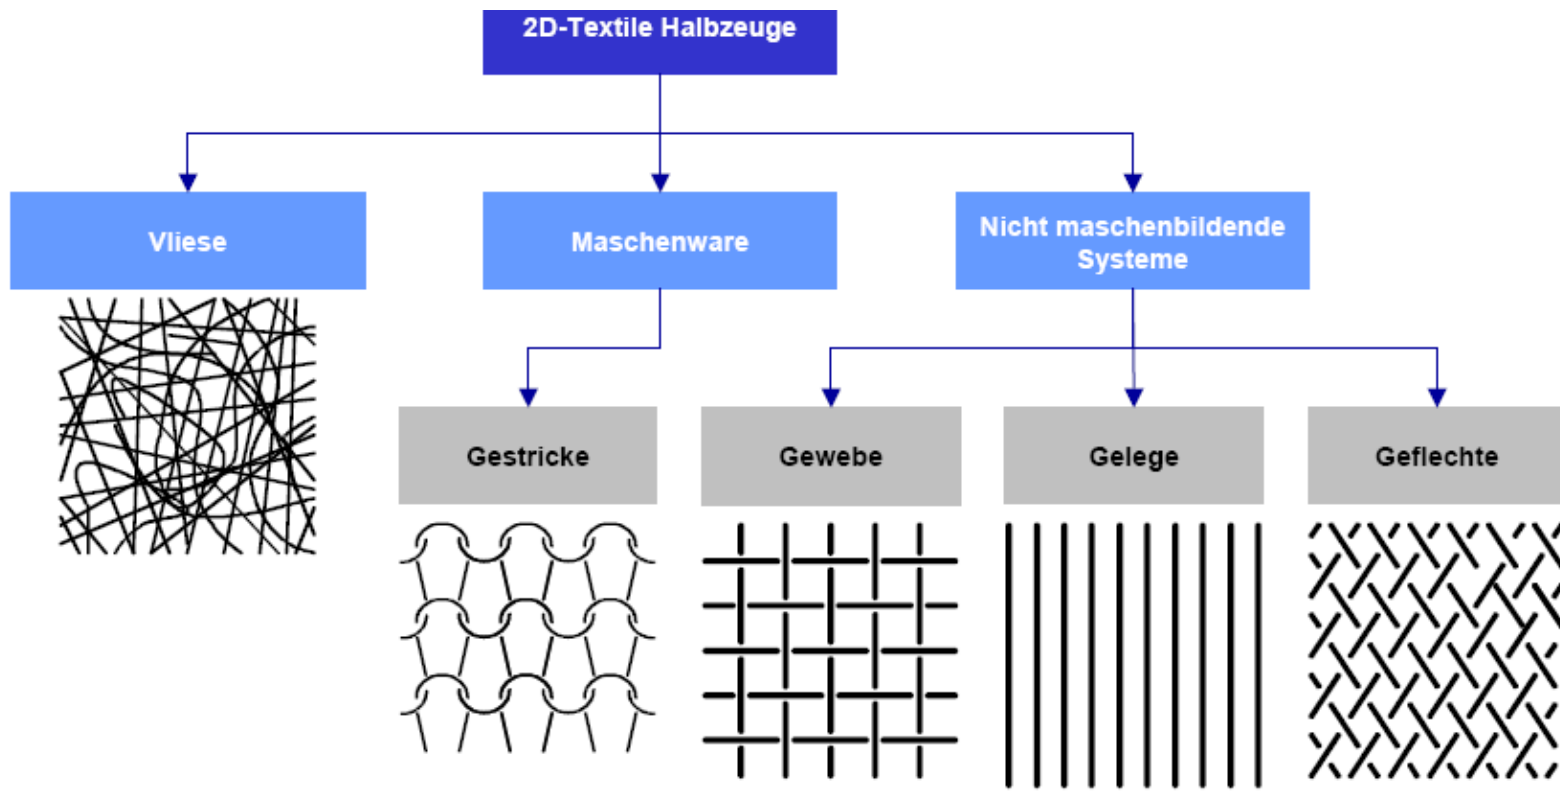 2D-Textile Halbzeuge
Vliese
Maschenware
Nicht maschenbildende
Systeme
Gestricke
Gewebe
Gelege
Geflechte